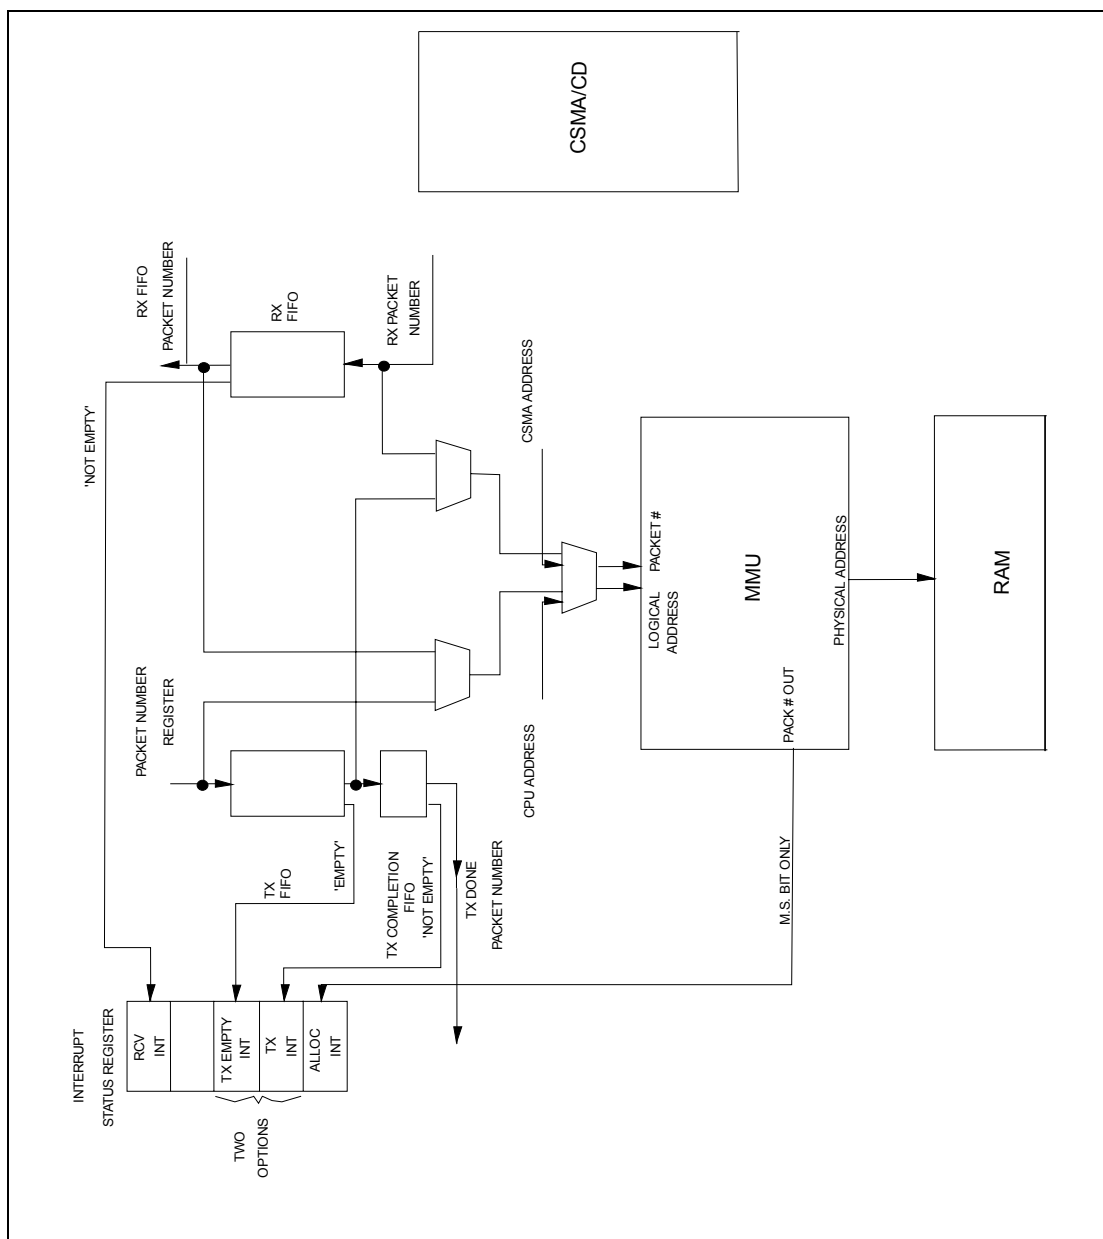 CSMA/CD
RX FIFO
PACKET NUMBER
RX
FIFO
RX PACKET
NUMBER
'NOT EMPTY'
CSMA ADDRESS
PACKET #
LOGICAL
ADDRESS
MMU
PHYSICAL ADDRESS
PACK # OUT
RAM
PACKET NUMBER
REGISTER
CPU ADDRESS
TX
FIFO
'EMPTY'
TX COMPLETION
FIFO
'NOT EMPTY'
TX DONE
PACKET NUMBER
M.S. BIT ONLY
INTERRUPT
STATUS REGISTER
RCV
INT
TX EMPTY
INT
TX
INT
ALLOC
INT
TWO
OPTIONS